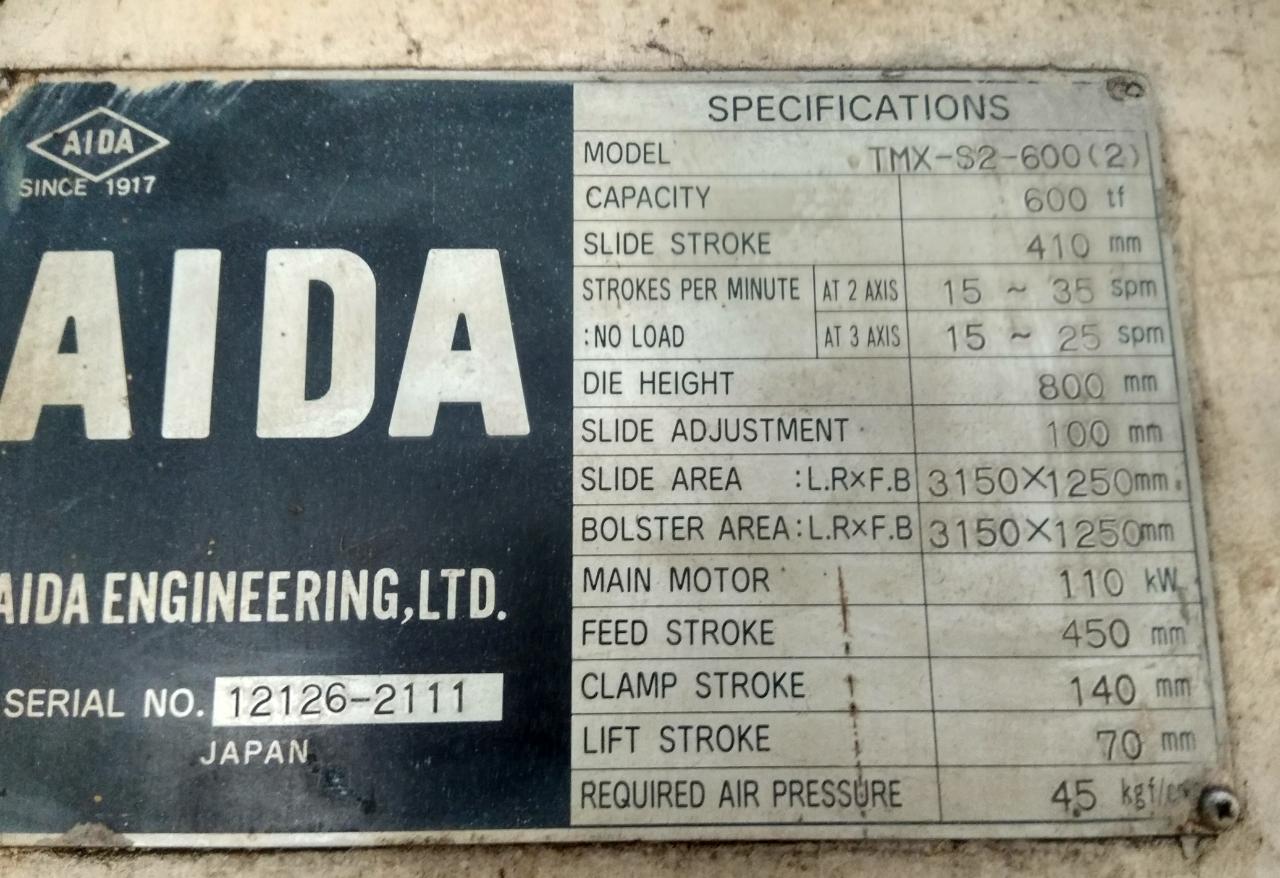 AIDA
SINCE 1917
AIDA
AIDA ENGINEERING,LTD.
SERIAL NO. 12126-2111
JAPAN
SPECIFICATIONS
MODEL TMX-S2-600(2)
CAPACITY 600 tf
SLIDE STROKE 410 mm
STROKES PER MINUTE AT 2 AXIS 15 ~ 35 spm
:NO LOAD AT 3 AXIS 15 ~ 25 spm
DIE HEIGHT 800 mm
SLIDE ADJUSTMENT 100 mm
SLIDE AREA :L.R×F.B 3150×1250mm
BOLSTER AREA:L.R×F.B 3150×1250mm
MAIN MOTOR 110 kW
FEED STROKE 450 mm
CLAMP STROKE 140 mm
LIFT STROKE 70 mm
REQUIRED AIR PRESSURE 45